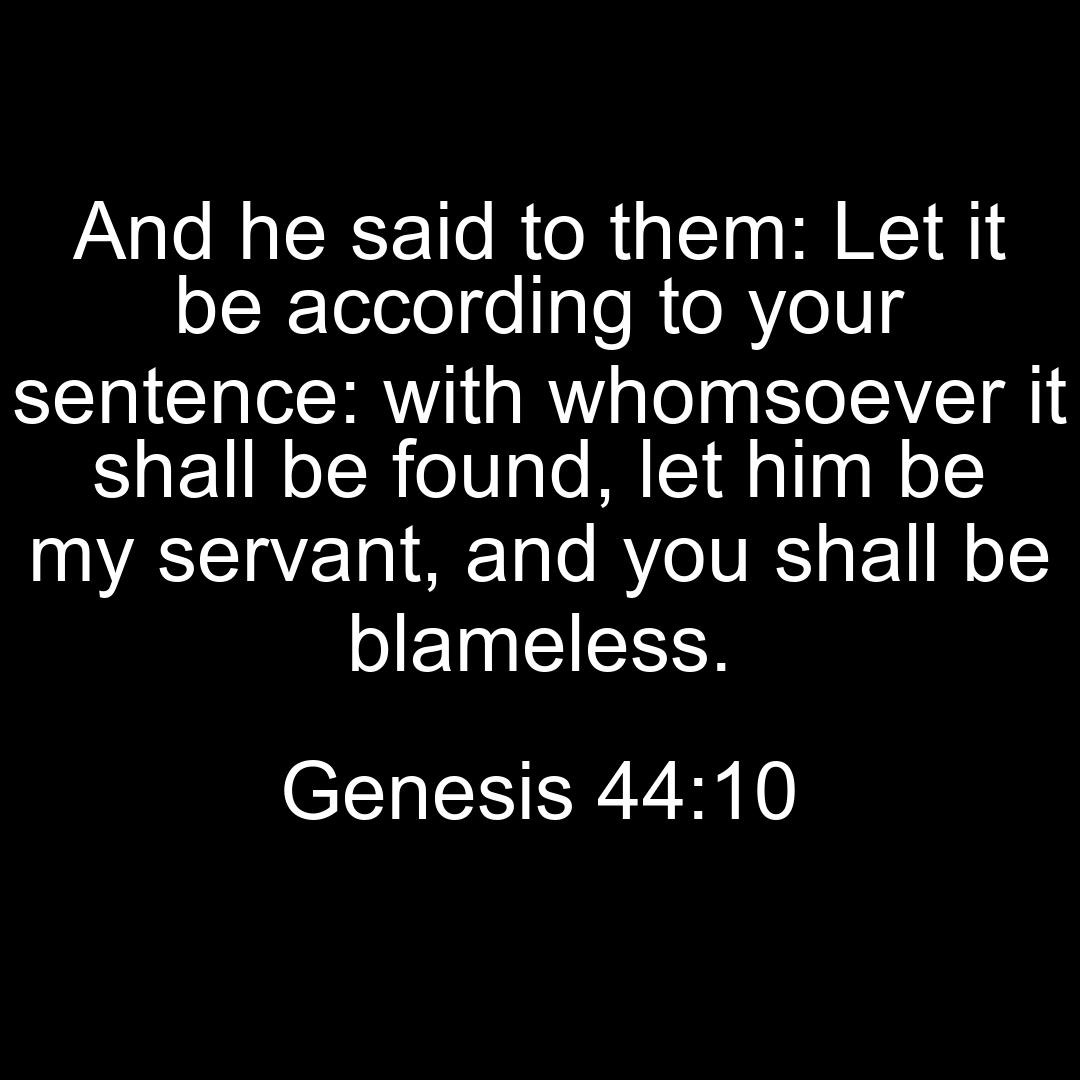 And he said to them: Let it
be according to your
sentence: with whomsoever it
shall be found, let him be
my servant, and you shall be
blameless.
Genesis 44:10